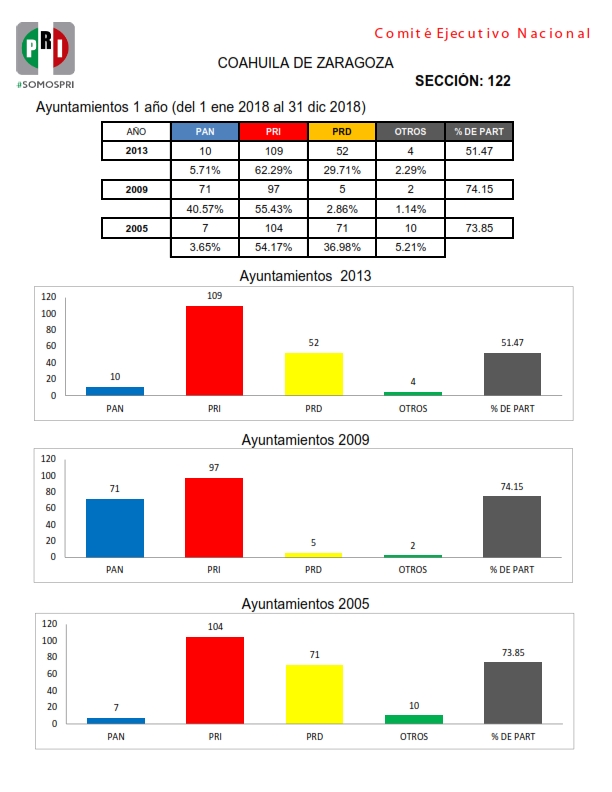 Comité Ejecutivo Nacional
PRI
#SOMOSPRI
COAHUILA DE ZARAGOZA
SECCIÓN: 122
Ayuntamientos 1 año (del 1 ene 2018 al 31 dic 2018)
AÑO PAN PRI PRD OTROS % DE PART
2013 10 109 52 4 51.47
5.71% 62.29% 29.71% 2.29%
2009 71 97 5 2 74.15
40.57% 55.43% 2.86% 1.14%
2005 7 104 71 10 73.85
3.65% 54.17% 36.98% 5.21%
Ayuntamientos 2013
120
100
80
60
40
20
0
10 109 52 4 51.47
PAN PRI PRD OTROS % DE PART
Ayuntamientos 2009
120
100
80
60
40
20
0
71 97 5 2 74.15
PAN PRI PRD OTROS % DE PART
Ayuntamientos 2005
120
100
80
60
40
20
0
7 104 71 10 73.85
PAN PRI PRD OTROS % DE PART